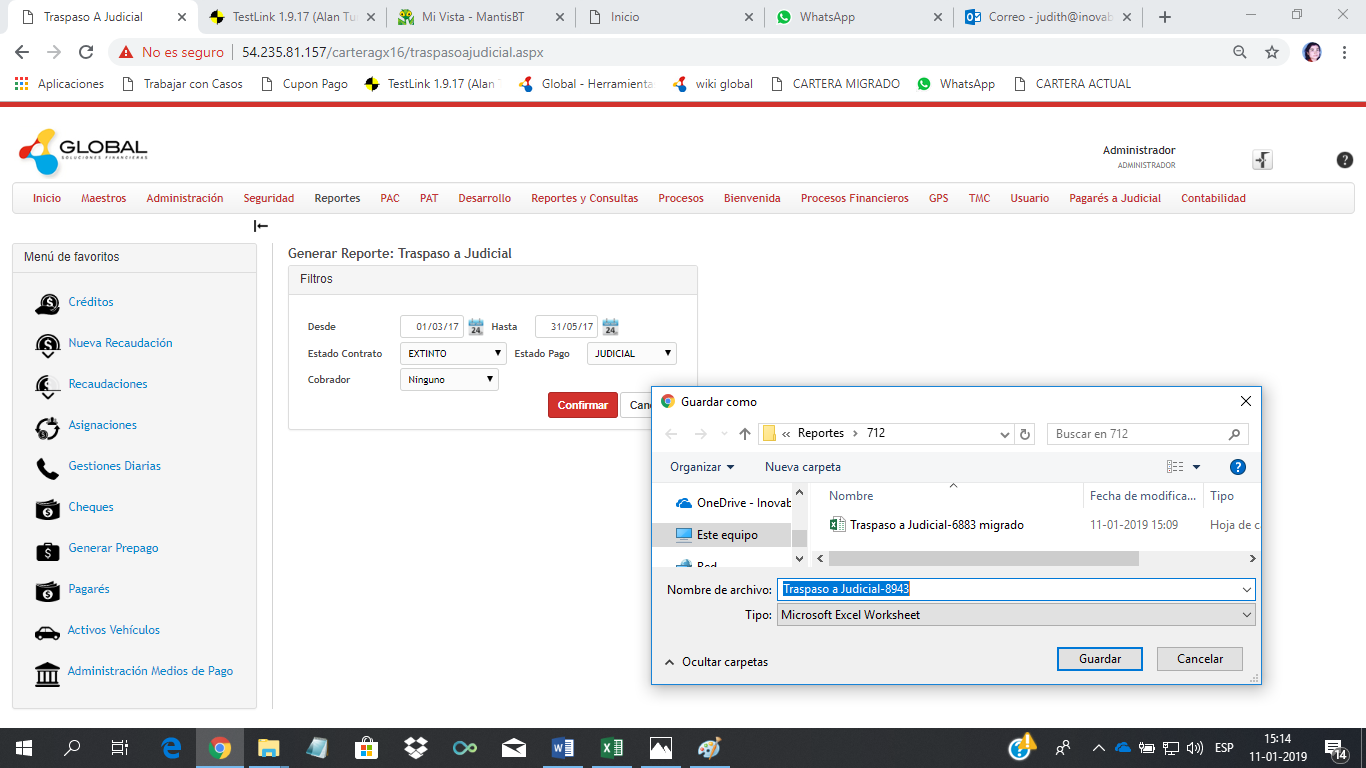 Traspaso A Judicial
TestLink 1.9.17 (Alan Tu
Mi Vista - MantisBT
Inicio
WhatsApp
Correo - judith@inovab
No es seguro
54.235.81.157/carteragx16/traspasoajudicial.aspx
Aplicaciones
Trabajar con Casos
Cupon Pago
TestLink 1.9.17 (Alan T
Global - Herramienta
wiki global
CARTERA MIGRADO
WhatsApp
CARTERA ACTUAL
GLOBAL
SOLUCIONES FINANCIERAS
Administrador
ADMINISTRADOR
Inicio Maestros Administración Seguridad Reportes PAC PAT Desarrollo Reportes y Consultas Procesos Bienvenida Procesos Financieros GPS TMC Usuario Pagarés a Judicial Contabilidad
Menú de favoritos
Créditos
Nueva Recaudación
Recaudaciones
Asignaciones
Gestiones Diarias
Cheques
Generar Prepago
Pagarés
Activos Vehículos
Administración Medios de Pago
Generar Reporte: Traspaso a Judicial
Filtros
Desde 01/03/17 24 Hasta 31/05/17 24
Estado Contrato EXTINTO Estado Pago JUDICIAL
Cobrador Ninguno
Confirmar Canc
Guardar como
« Reportes > 712
Buscar en 712
Organizar Nueva carpeta
OneDrive - Inovab
Este equipo
Red
Nombre Fecha de modifica... Tipo
Traspaso a Judicial-6883 migrado 11-01-2019 15:09 Hoja de c
Nombre de archivo: Traspaso a Judicial-8943
Tipo: Microsoft Excel Worksheet
Ocultar carpetas
Guardar Cancelar
ESP
15:14
11-01-2019
14